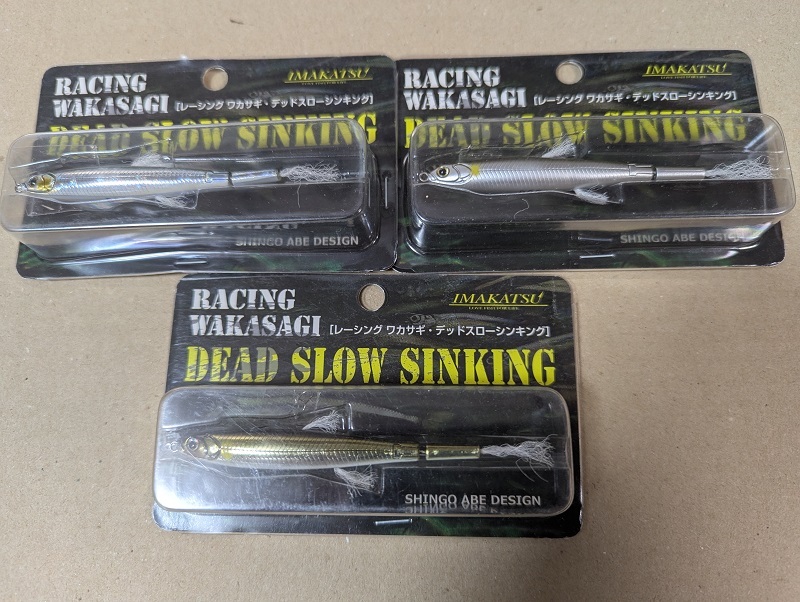 RACING
WAKASAGI
IMAKATSU
[レーシング ワカサギ・デッドスローシンキング]
DEAD SLOW SINKING
SHINGO ABE DESIGN
RACING
WAKASAGI
IMAKATSU
[レーシング ワカサギ・デッドスローシンキング]
DEAD SLOW SINKING
SHINGO ABE DESIGN
RACING
WAKASAGI
IMAKATSU
[レーシング ワカサギ・デッドスローシンキング]
DEAD SLOW SINKING
SHINGO ABE DESIGN